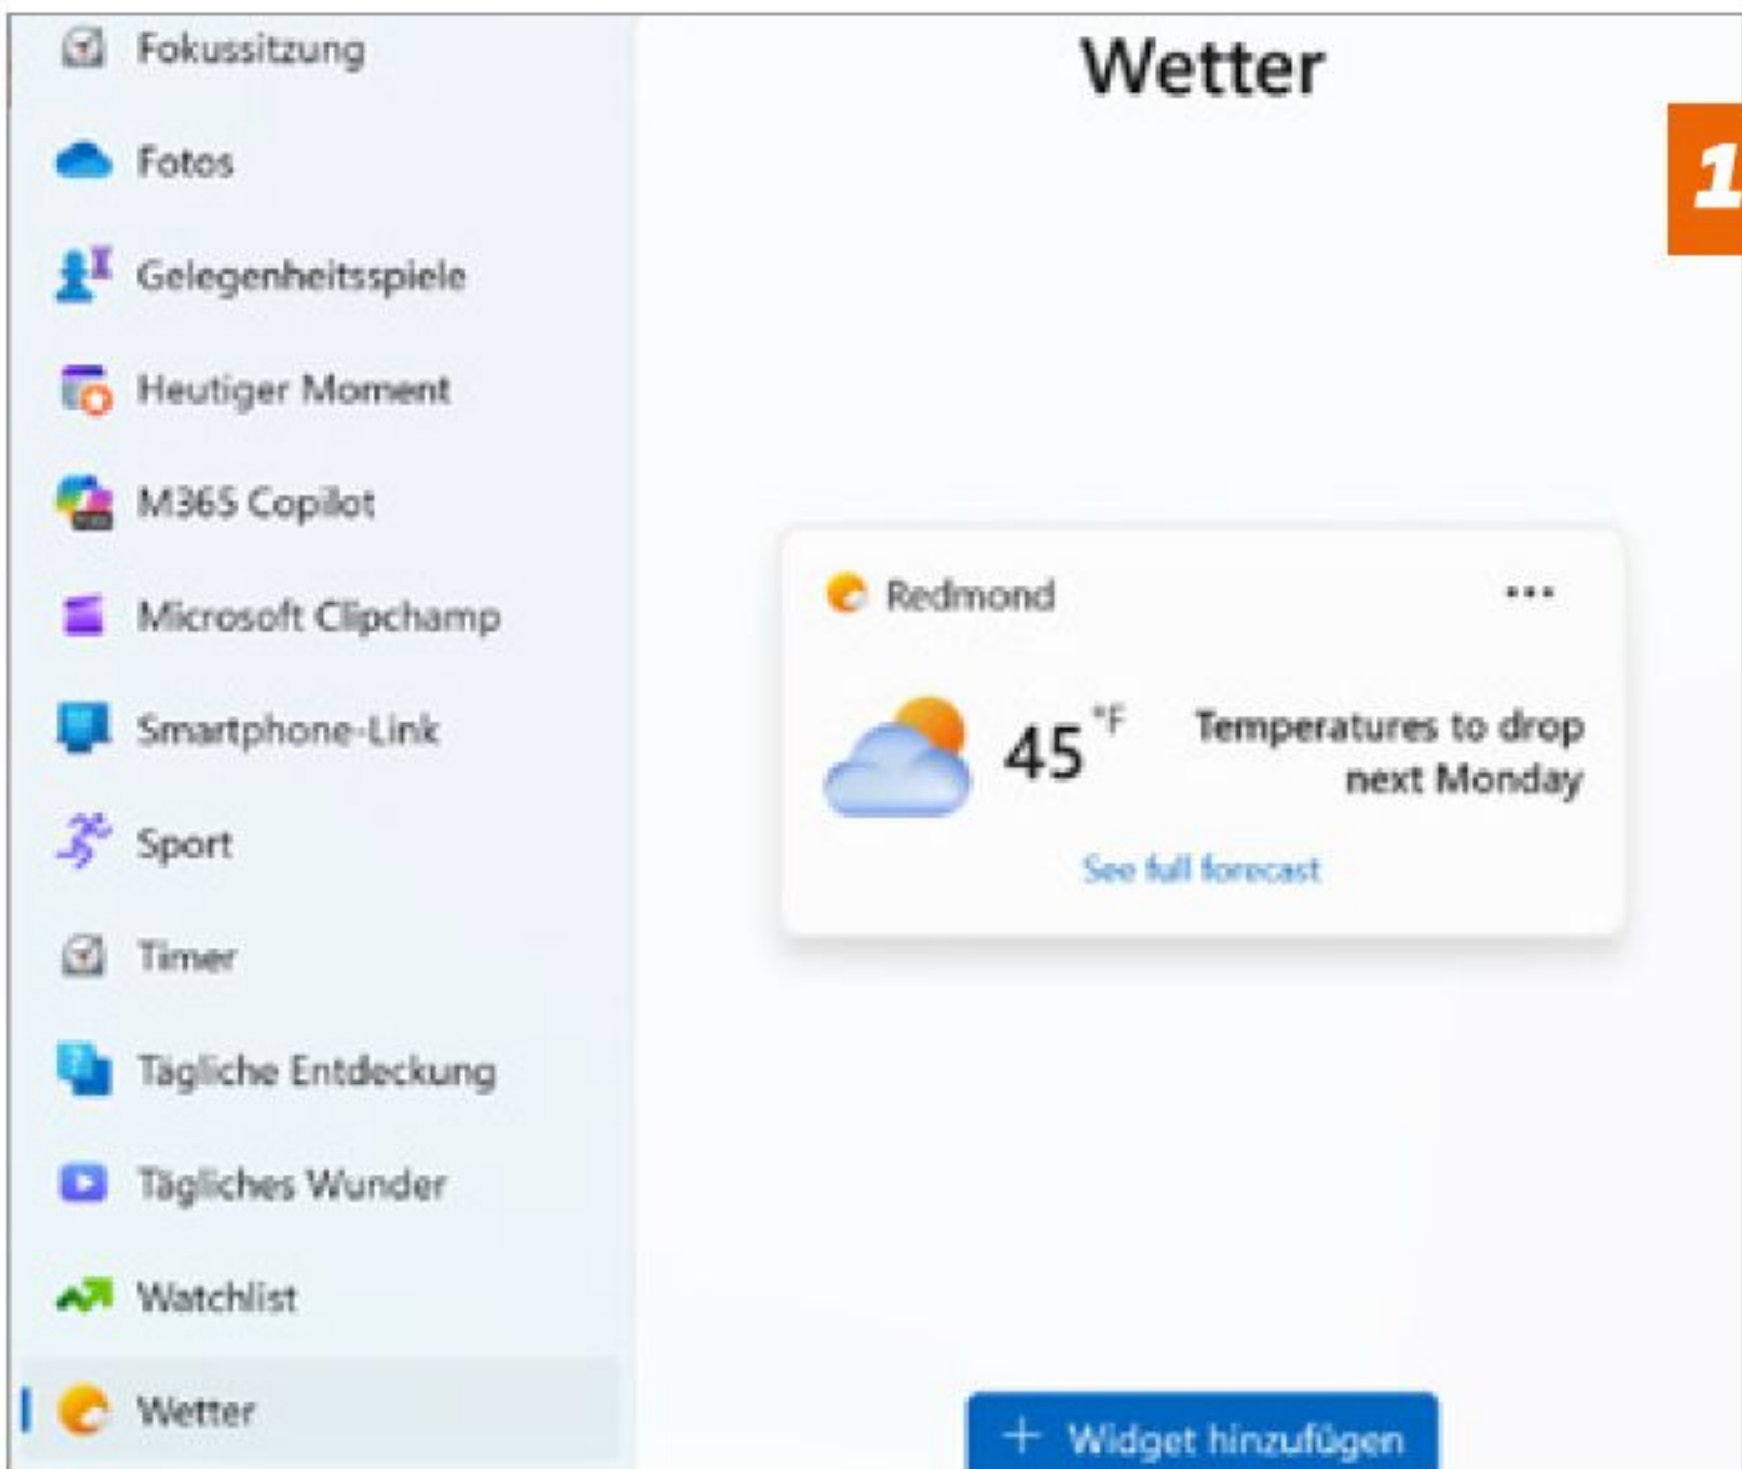 Fokussitzung
Fotos
Gelegenheitsspiele
Heutiger Moment
M365 Copilot
Microsoft Clipchamp
Smartphone-Link
Sport
Timer
Tägliche Entdeckung
Tägliches Wunder
Watchlist
Wetter
Wetter
1
Redmond
...
45 °F
Temperatures to drop
next Monday
See full forecast
+ Widget hinzufügen